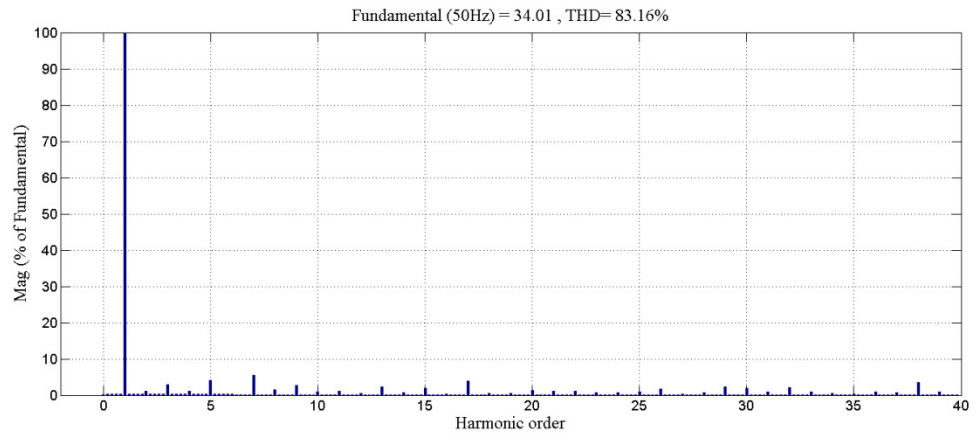 Fundamental (50Hz) = 34.01 , THD= 83.16%
100
90
80
70
60
50
40
30
20
10
0
Mag (% of Fundamental)
0 5 10 15 20 25 30 35 40
Harmonic order